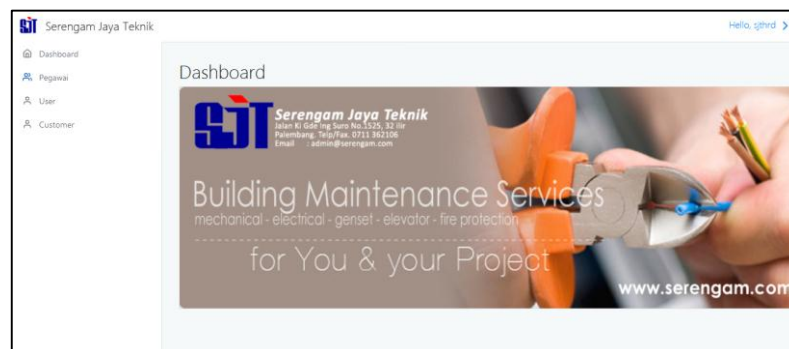 SJT Serengam Jaya Teknik
Hello, sjthrd
Dashboard
Pegawai
User
Customer
Dashboard
SJT
Serengam Jaya Teknik
Jalan Ki Gde Ing Suro No.1525, 32 Ilir
Palembang. Telp/Fax. 0711 362106
Email : admin@serengam.com
Building Maintenance Services
mechanical - electrical - genset - elevator - fire protection
for You & your Project
www.serengam.com